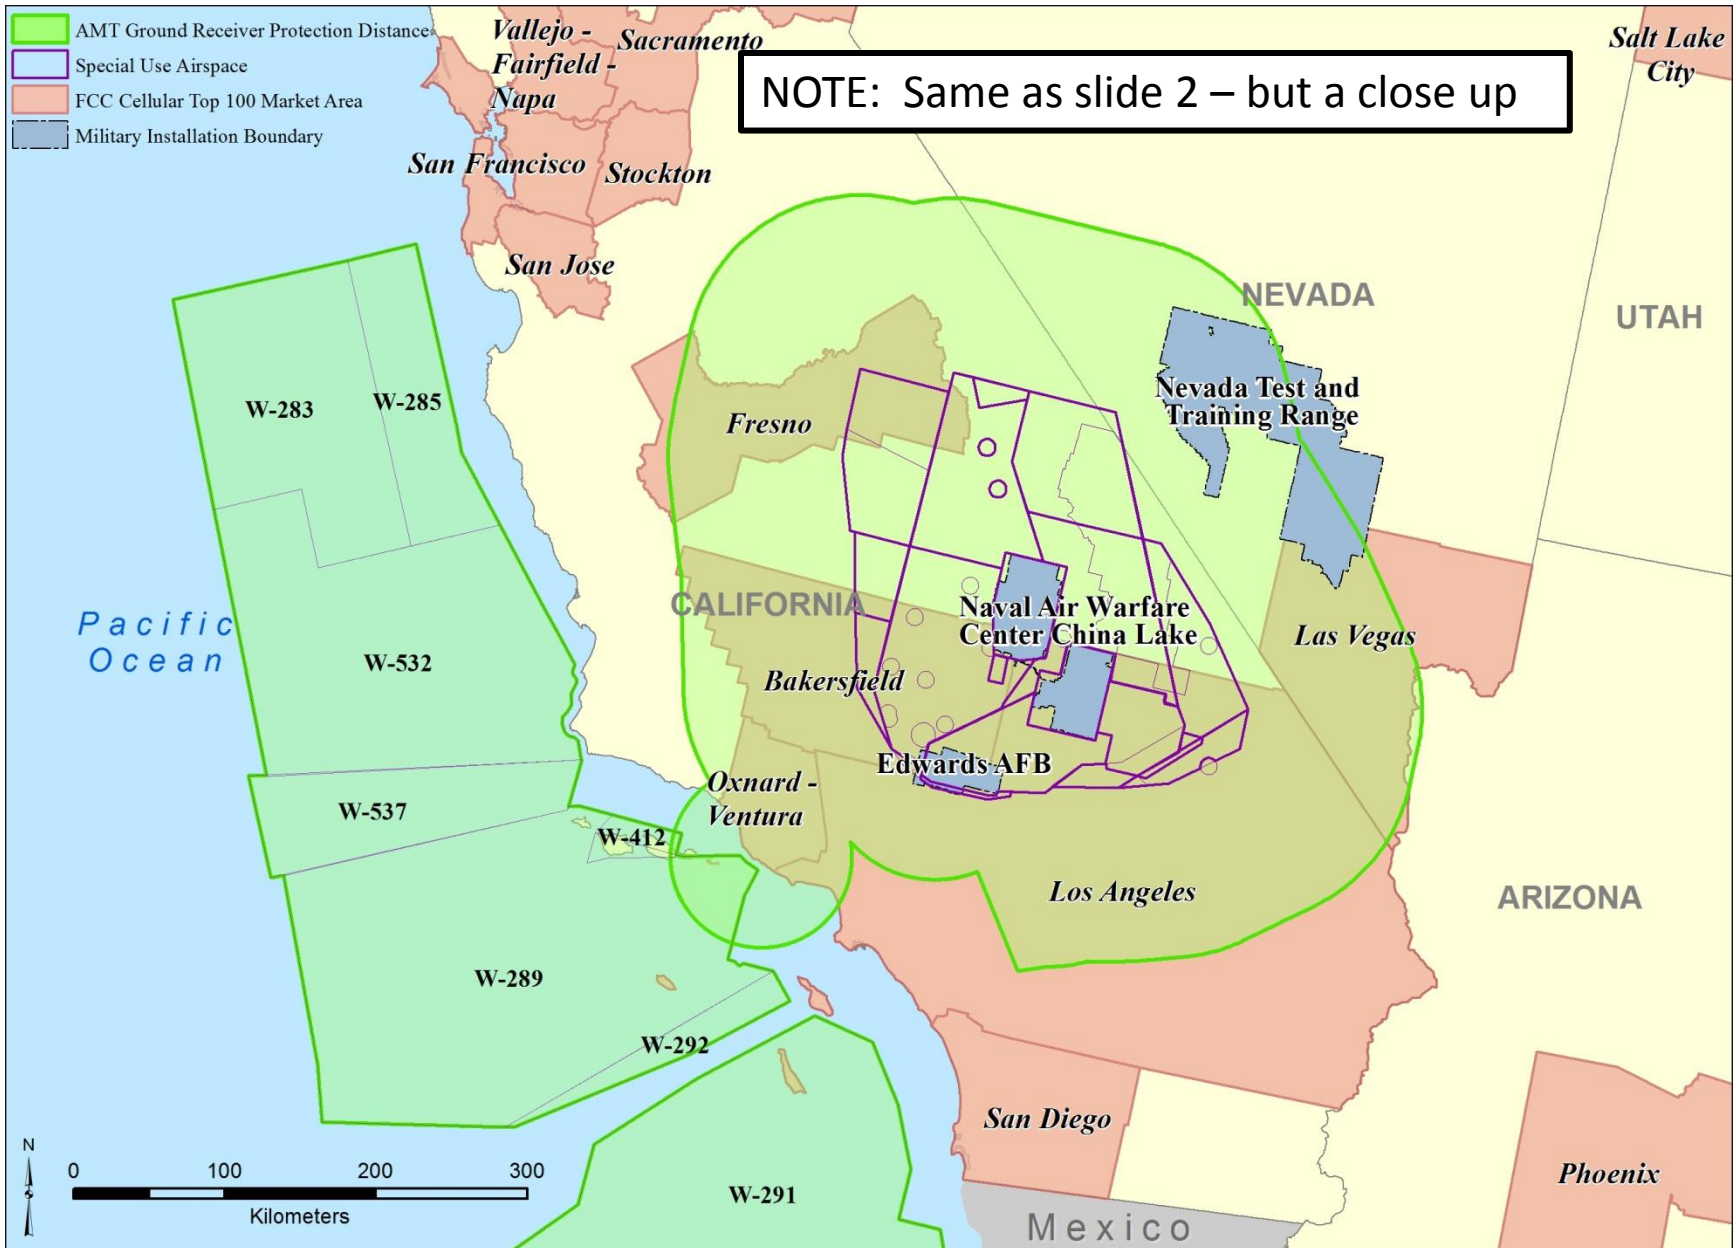 AMT Ground Receiver Protection Distance
Special Use Airspace
FCC Cellular Top 100 Market Area
Military Installation Boundary
NOTE:  Same as slide 2 – but a close up
Vallejo -
Fairfield -
Napa
Sacramento
Salt Lake
City
San Francisco
Stockton
San Jose
NEVADA
UTAH
W-283
W-285
Fresno
Nevada Test and
Training Range
CALIFORNIA
Naval Air Warfare
Center China Lake
Las Vegas
Pacific
Ocean
W-532
Bakersfield
Edwards AFB
Oxnard -
Ventura
W-537
W-412
Los Angeles
ARIZONA
W-289
W-292
San Diego
Phoenix
W-291
Mexico
N
0 100 200 300
Kilometers